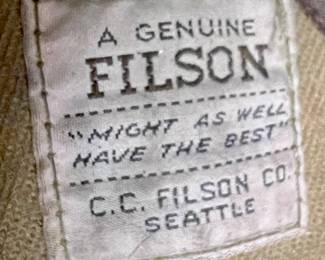 A GENUINE
FILSON
"MIGHT AS WELL
HAVE THE BEST"
C.C. FILSON CO.
SEATTLE